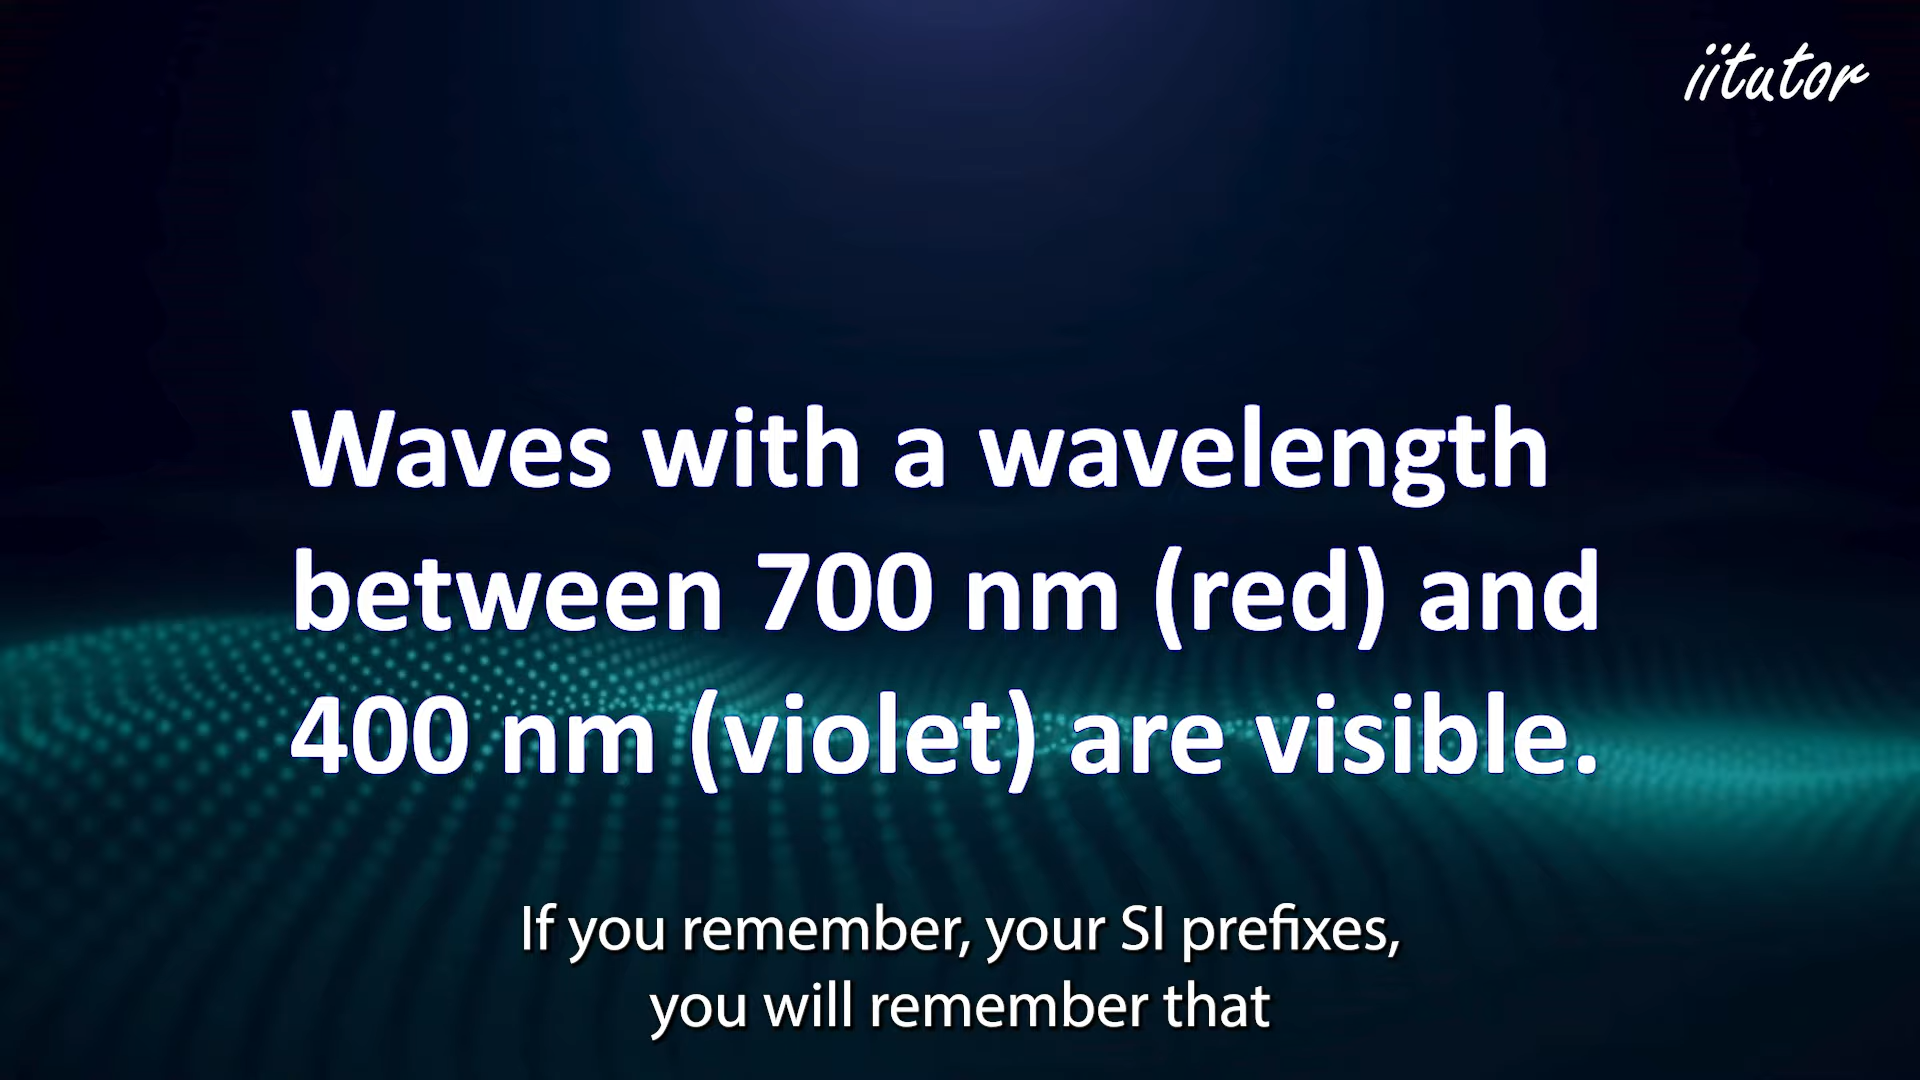 iitutor
Waves with a wavelength
between 700 nm (red) and
400 nm (violet) are visible.
If you remember, your SI prefixes,
you will remember that